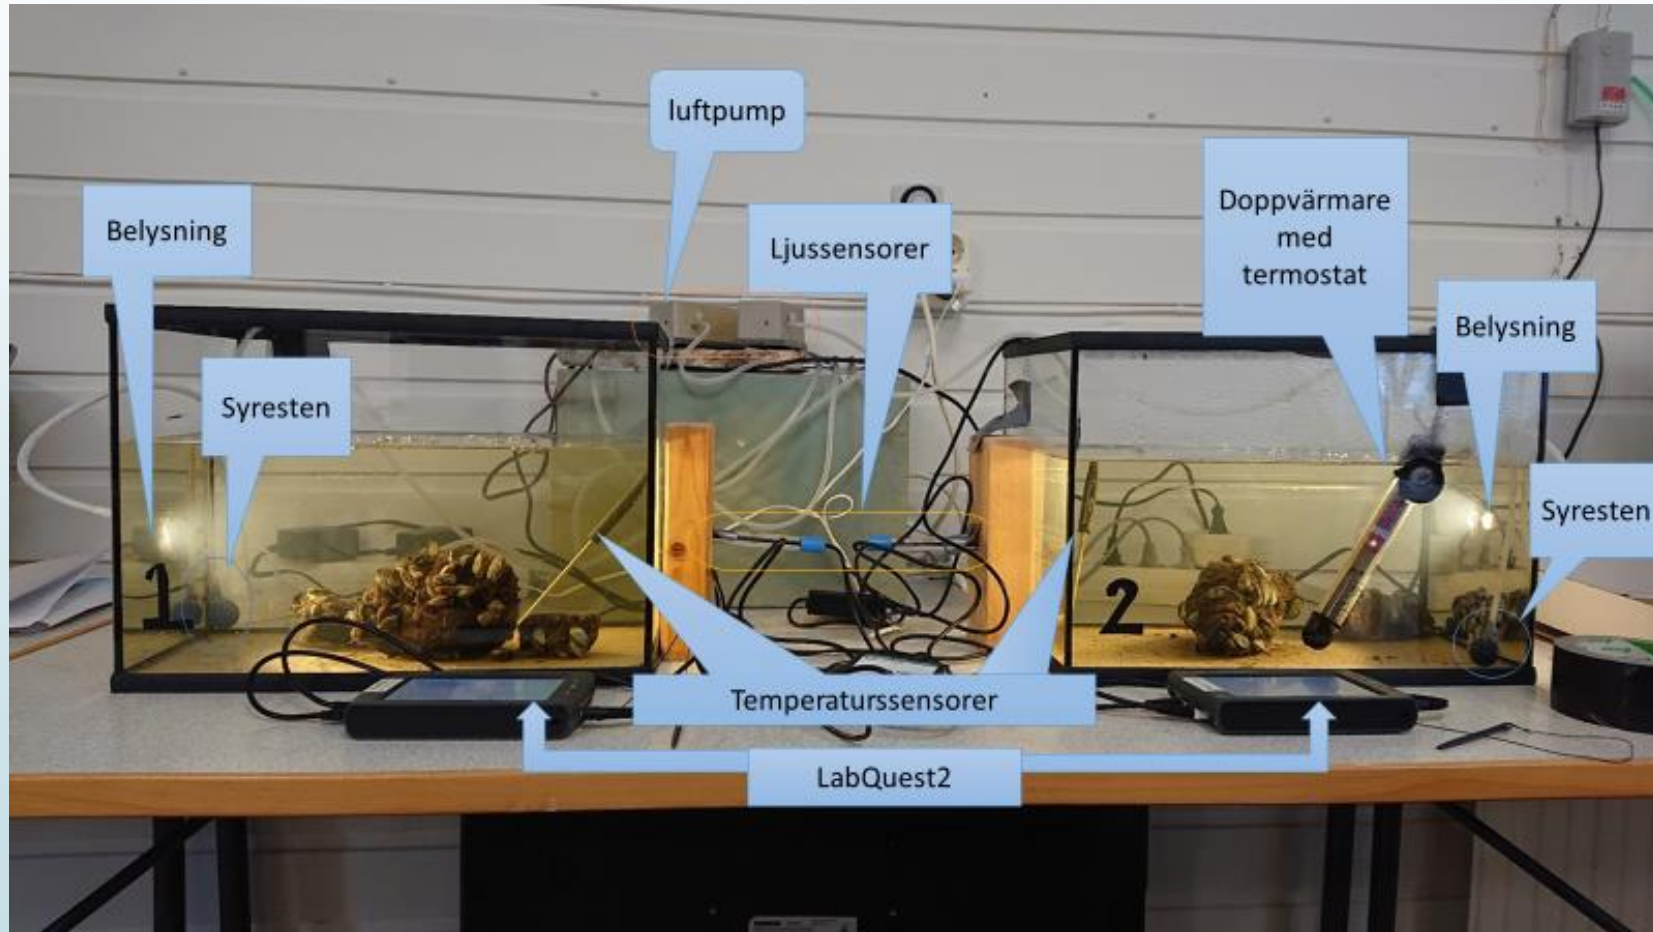 luftpump
Doppvärmare
med
termostat
Belysning
Ljussensorer
Belysning
Syresten
Syresten
1
2
Temperaturssensorer
LabQuest2